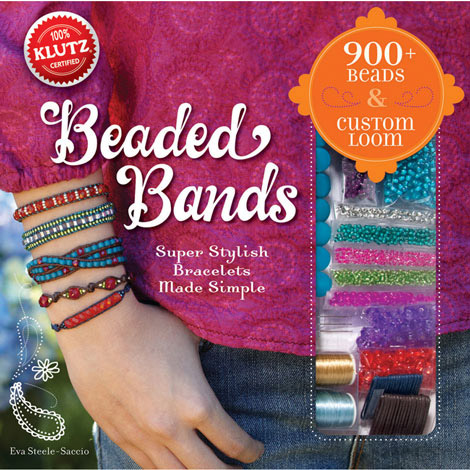 100%
KLUTZ
CERTIFIED
900+
BEADS
&
CUSTOM
LOOM
Beaded
Bands
Super Stylish
Bracelets
Made Simple
Eva Steele-Saccio